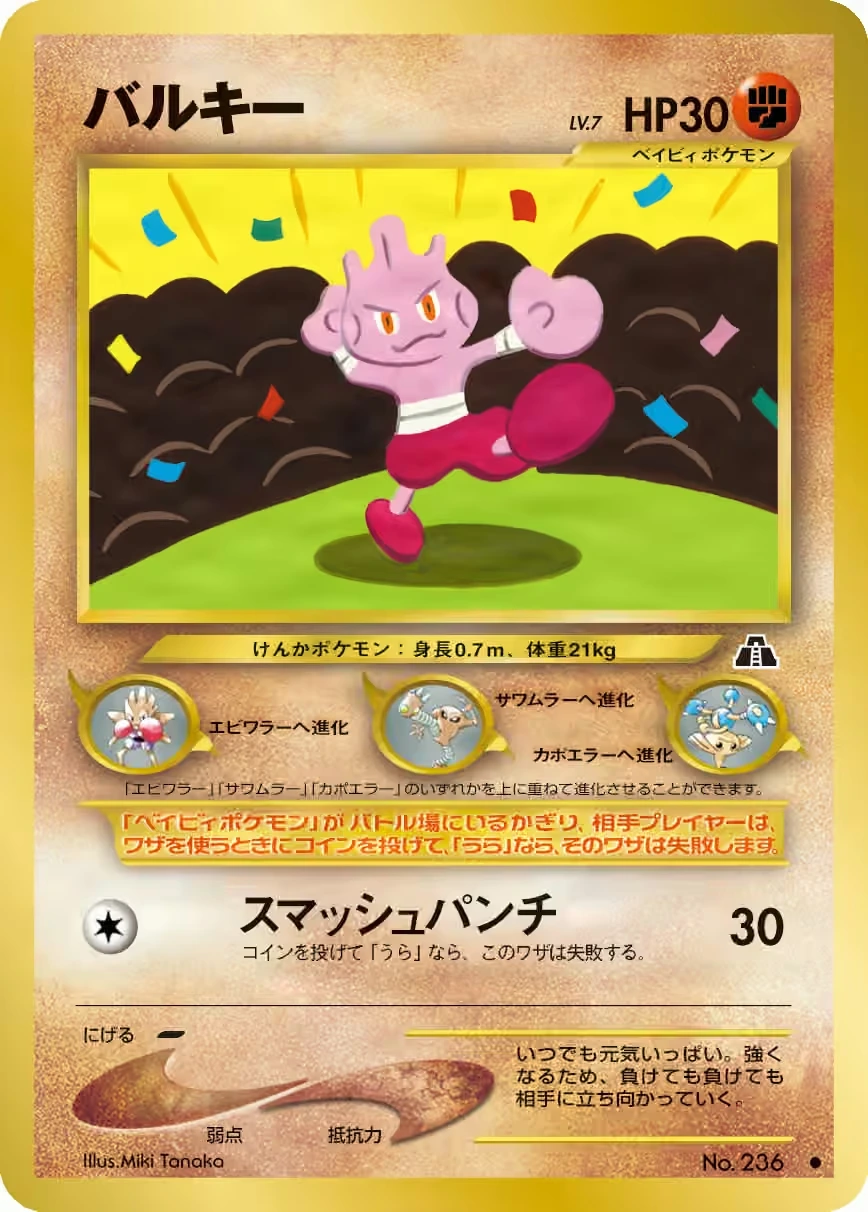 バルキー
LV.7 HP30
ベイビィポケモン
けんかポケモン：身長0.7m、体重21kg
エビワラーへ進化
サワムラーへ進化
カポエラーへ進化
「エビワラー」「サワムラー」「カポエラー」のいずれかを上に重ねて進化させることができます。
「ベイビィポケモン」がバトル場にいるかぎり、相手プレイヤーは、
ワザを使うときにコインを投げて、「うら」なら、そのワザは失敗します。
スマッシュパンチ 30
コインを投げて「うら」なら、このワザは失敗する。
にげる
いつでも元気いっぱい。強く
なるため、負けても負けても
相手に立ち向かっていく。
弱点 抵抗力
Illus.Miki Tanaka
No. 236